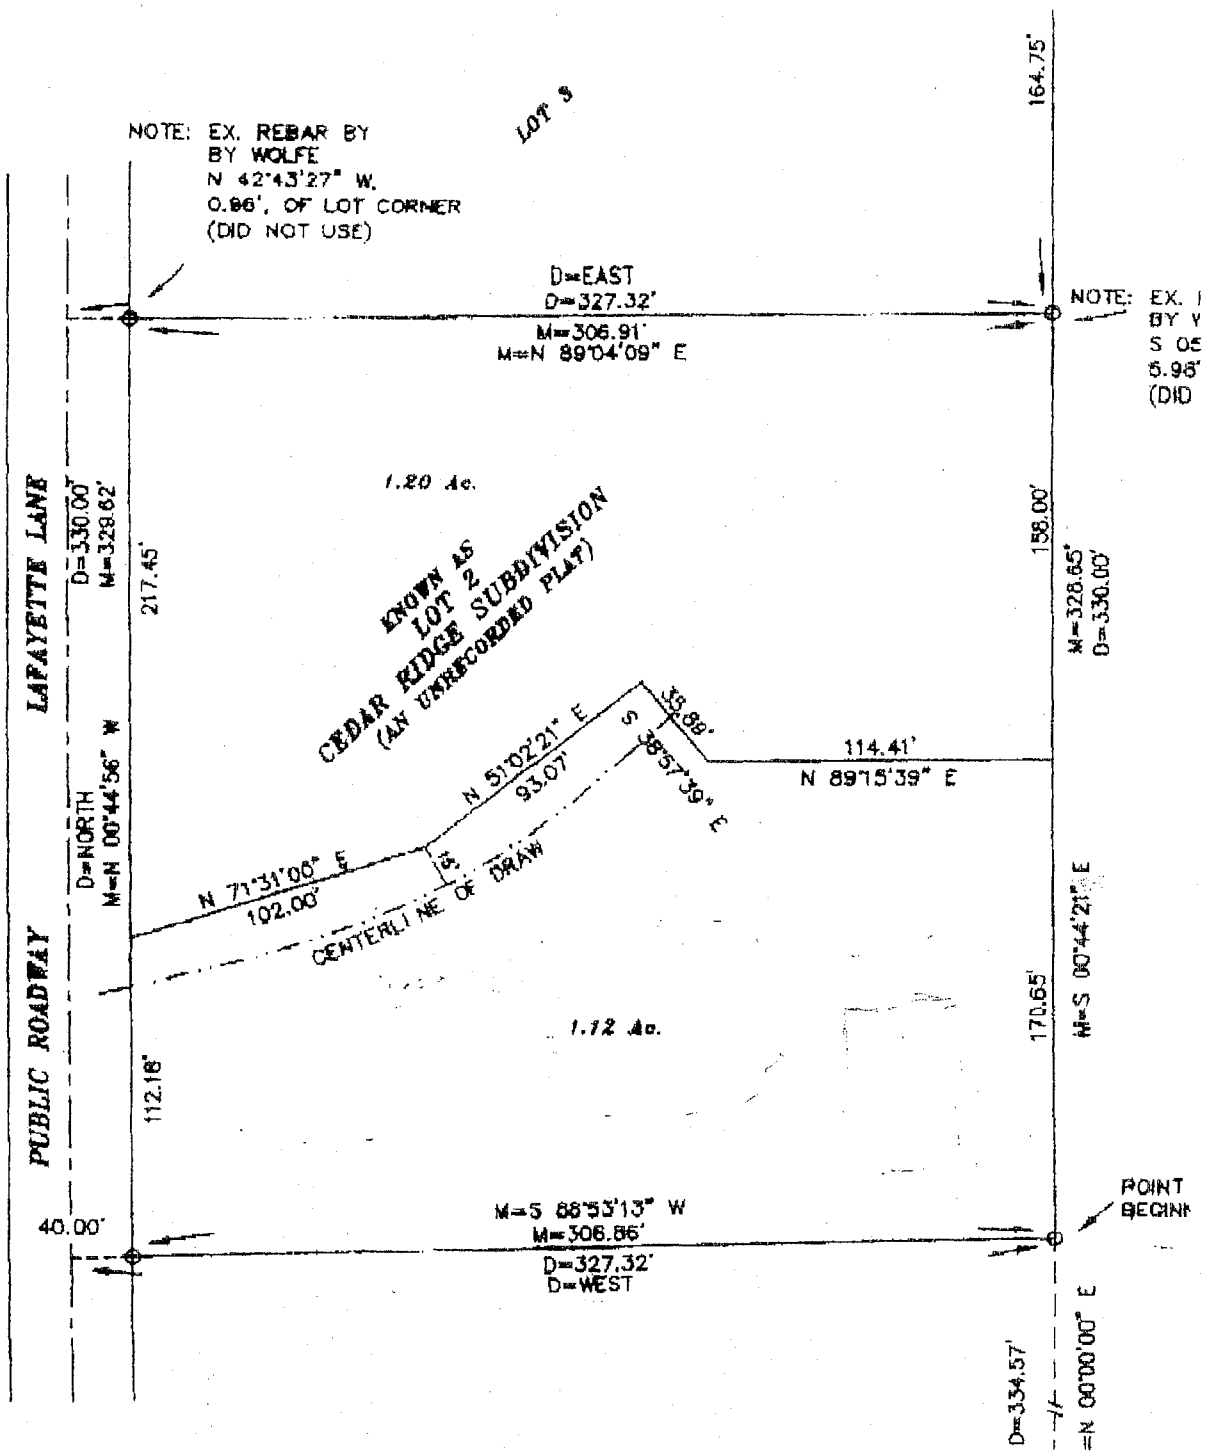 164.75'
LOT 3
NOTE: EX. REBAR BY
BY WOLFE
N 42°43'27" W,
0.96', OF LOT CORNER
(DID NOT USE)
D=EAST
D=327.32'
M=306.91'
M=N 89°04'09" E
NOTE: EX.
BY
S 05
5.98'
(DID
1.20 Ac.
KNOWN AS
LOT 2
CEDAR RIDGE SUBDIVISION
(AN UNRECORDED PLAT)
LAFAYETTE LANE
PUBLIC ROADWAY
D=330.00'
M=329.62'
217.45'
D=NORTH
M=N 00°44'56" W
158.00'
M=328.65'
D=330.00'
N 71°31'06" E
102.00'
N 51°02'21" E
93.07'
35.89'
S 38°57'39" E
114.41'
N 89°15'39" E
15'
CENTERLINE OF DRAW
1.12 Ac.
112.18'
170.65'
M=S 00°44'21" E
40.00'
M=S 88°53'13" W
M=306.86'
D=327.32'
D=WEST
POINT
BEGINN
D=334.57'
=N 00°00'00" E